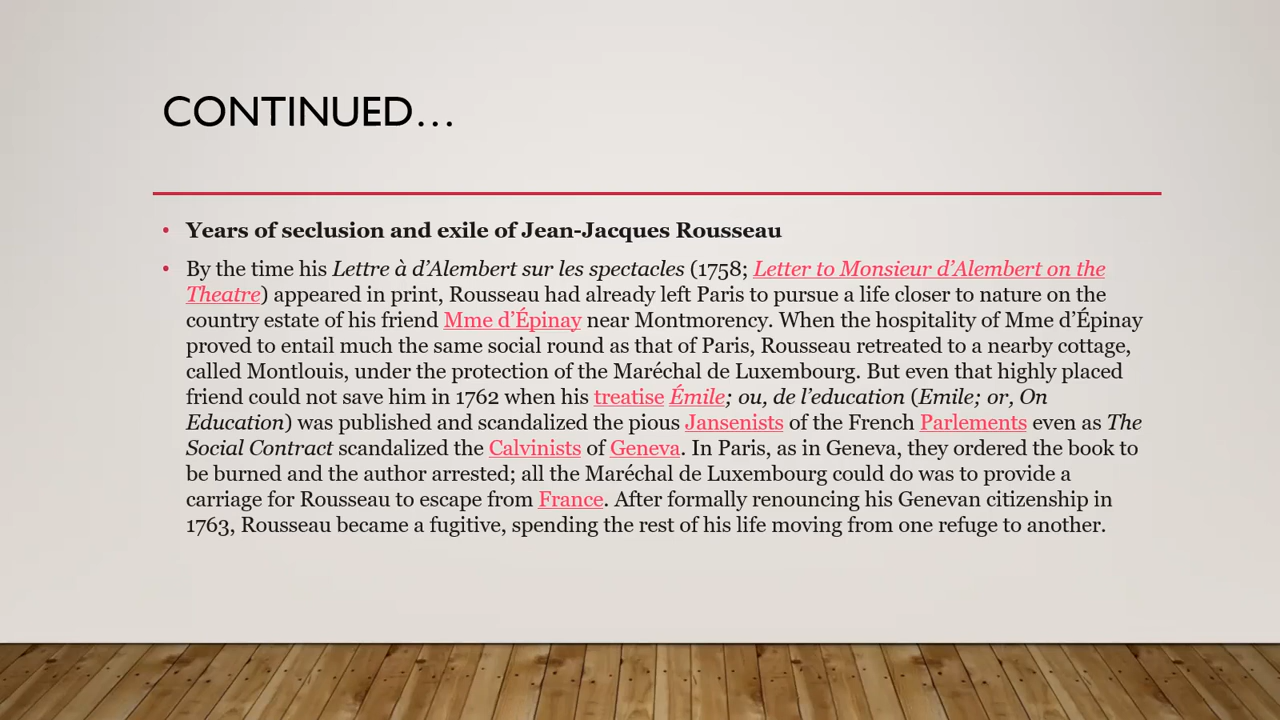 CONTINUED…
• Years of seclusion and exile of Jean-Jacques Rousseau
• By the time his Lettre à d’Alembert sur les spectacles (1758; Letter to Monsieur d’Alembert on the
Theatre) appeared in print, Rousseau had already left Paris to pursue a life closer to nature on the
country estate of his friend Mme d’Épinay near Montmorency. When the hospitality of Mme d’Épinay
proved to entail much the same social round as that of Paris, Rousseau retreated to a nearby cottage,
called Montlouis, under the protection of the Maréchal de Luxembourg. But even that highly placed
friend could not save him in 1762 when his treatise Émile; ou, de l’education (Emile; or, On
Education) was published and scandalized the pious Jansenists of the French Parlements even as The
Social Contract scandalized the Calvinists of Geneva. In Paris, as in Geneva, they ordered the book to
be burned and the author arrested; all the Maréchal de Luxembourg could do was to provide a
carriage for Rousseau to escape from France. After formally renouncing his Genevan citizenship in
1763, Rousseau became a fugitive, spending the rest of his life moving from one refuge to another.